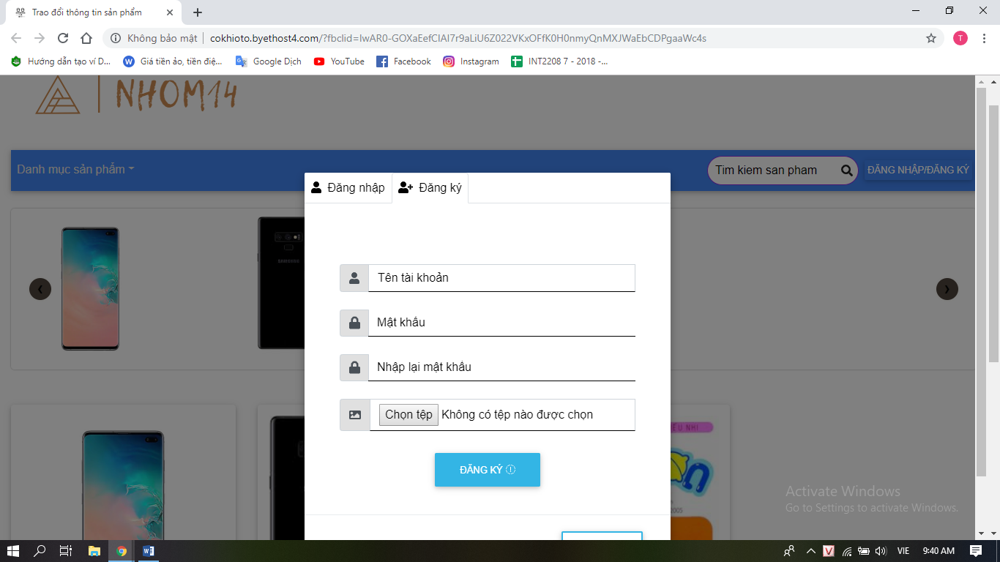 Trao đổi thông tin sản phẩm
Không bảo mật
cokhioto.byethost4.com/?fbclid=IwAR0-GOXaEefCIAI7r9aLiU6Z022VKxOFfK0H0nmyQnMXJWaEbCDPgaaWc4s
T
Hướng dẫn tạo ví D...
Giá tiền ảo, tiền điệ...
Google Dịch
YouTube
Facebook
Instagram
INT2208 7 - 2018 -...
NHOM14
Danh mục sản phẩm
Tim kiem san pham
ĐĂNG NHẬP/ĐĂNG KÝ
Đăng nhập
Đăng ký
SAMSUNG
Tên tài khoản
Mật khẩu
Nhập lại mật khẩu
Chọn tệp Không có tệp nào được chọn
ĐĂNG KÝ
Activate Windows
Go to Settings to activate Windows.
VIE
9:40 AM